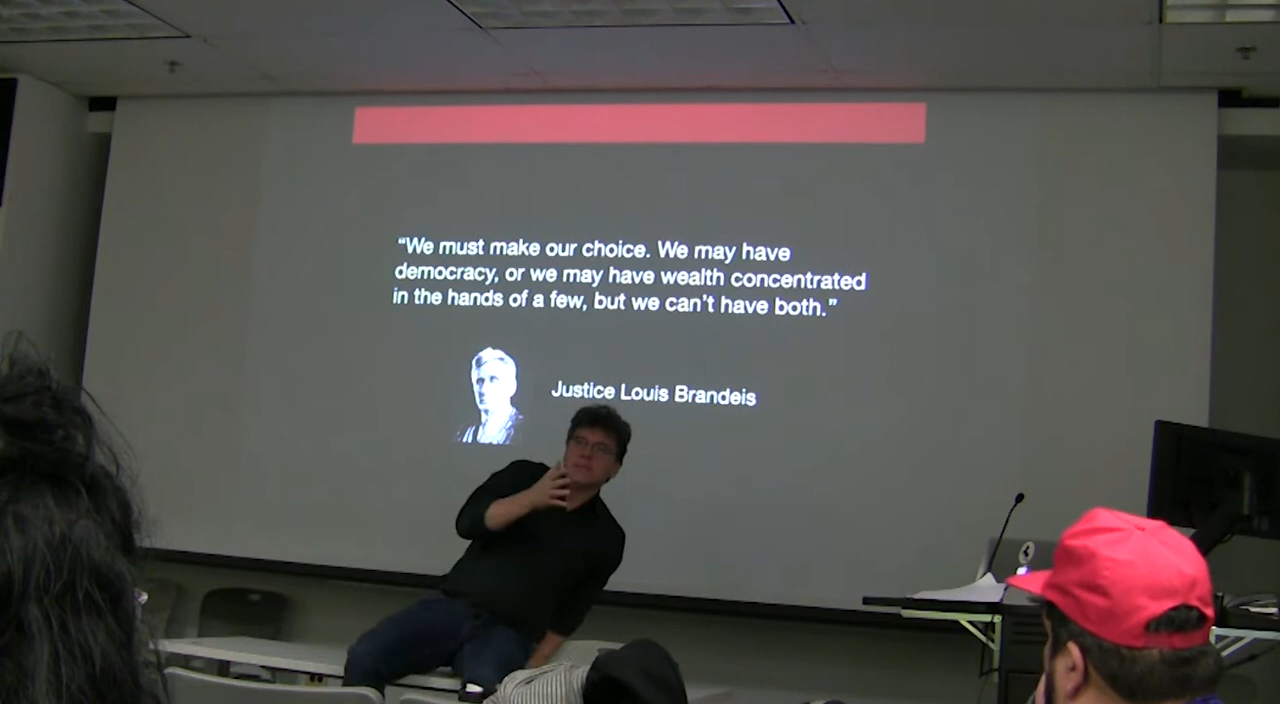 “We must make our choice. We may have
democracy, or we may have wealth concentrated
in the hands of a few, but we can’t have both.”
Justice Louis Brandeis